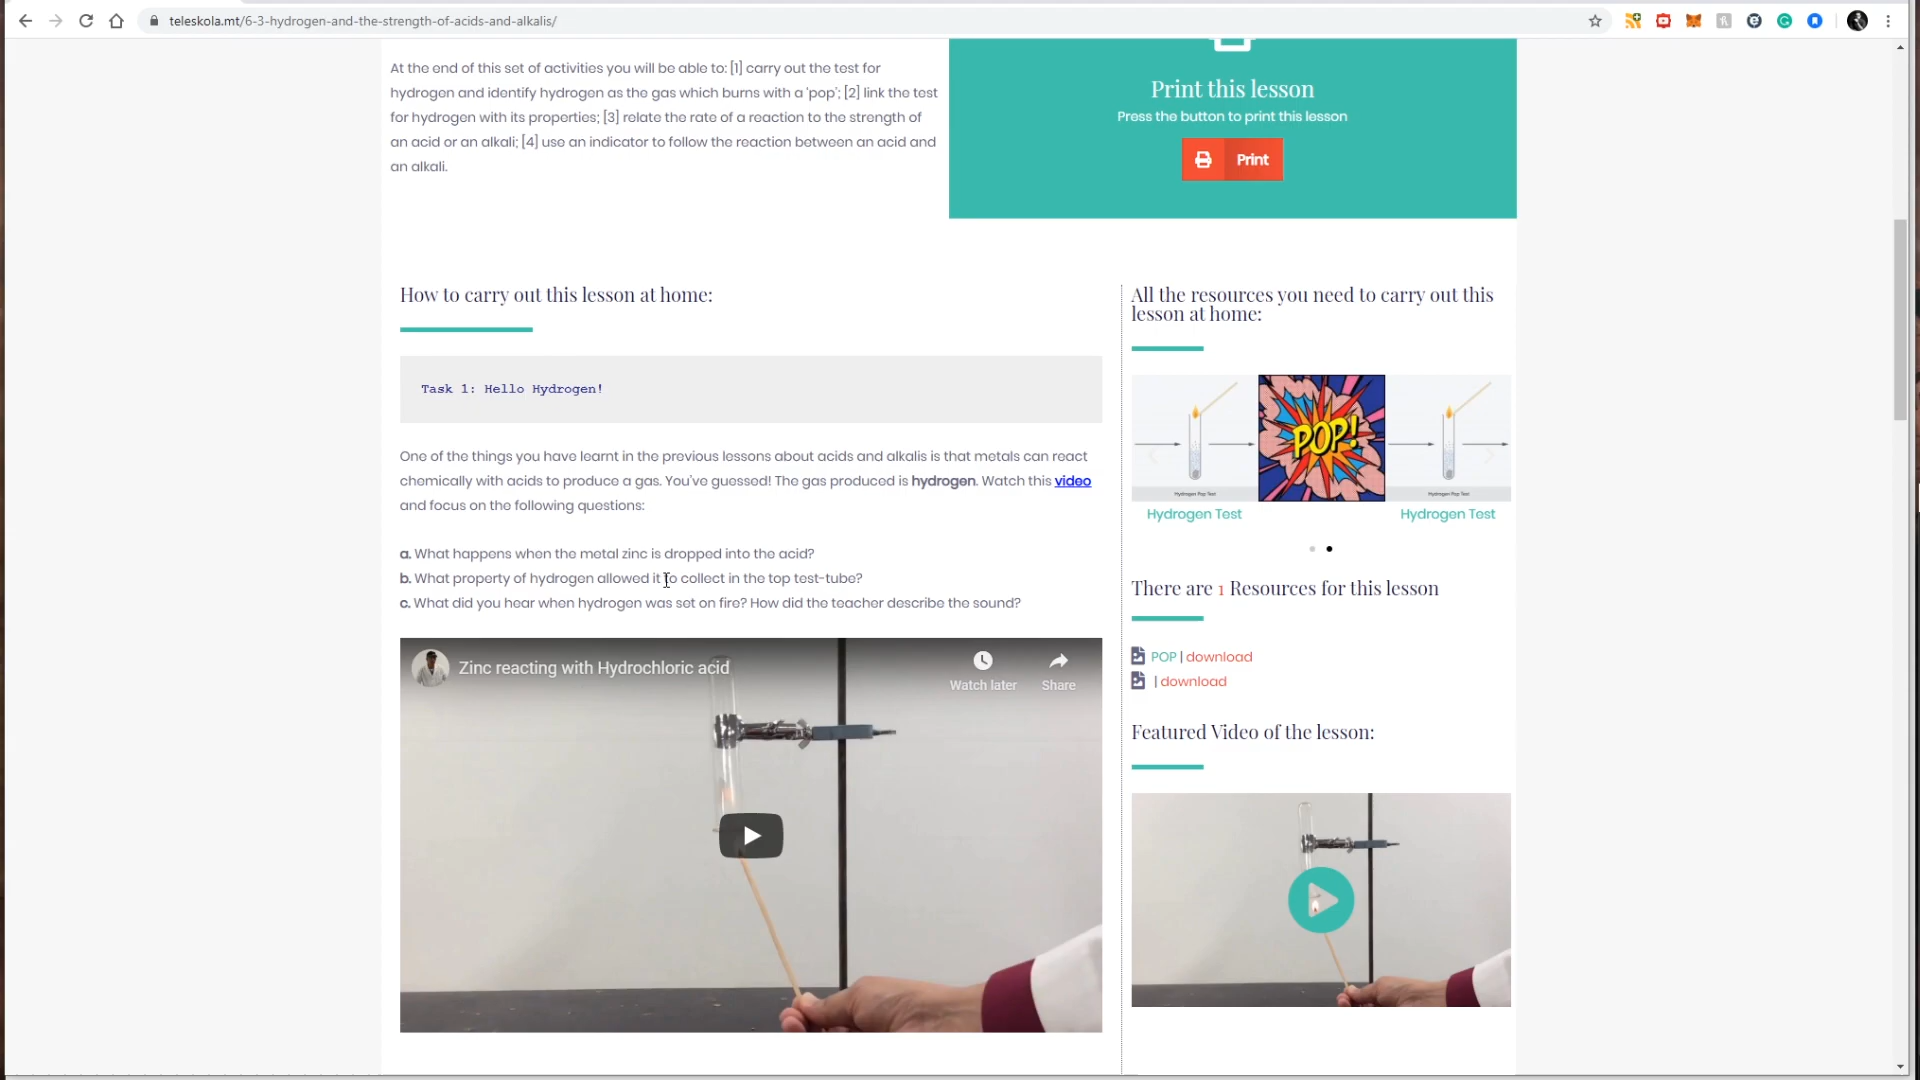 teleskola.mt/6-3-hydrogen-and-the-strength-of-acids-and-alkalis/
At the end of this set of activities you will be able to: [1] carry out the test for
hydrogen and identify hydrogen as the gas which burns with a 'pop'; [2] link the test
for hydrogen with its properties; [3] relate the rate of a reaction to the strength of
an acid or an alkali; [4] use an indicator to follow the reaction between an acid and
an alkali.
Print this lesson
Press the button to print this lesson
Print
How to carry out this lesson at home:
Task 1: Hello Hydrogen!
One of the things you have learnt in the previous lessons about acids and alkalis is that metals can react
chemically with acids to produce a gas. You've guessed! The gas produced is hydrogen. Watch this video
and focus on the following questions:
a. What happens when the metal zinc is dropped into the acid?
b. What property of hydrogen allowed it to collect in the top test-tube?
c. What did you hear when hydrogen was set on fire? How did the teacher describe the sound?
Zinc reacting with Hydrochloric acid
Watch later
Share
All the resources you need to carry out this
lesson at home:
POP!
Hydrogen Pop Test
Hydrogen Pop Test
Hydrogen Test
Hydrogen Test
There are 1 Resources for this lesson
POP | download
| download
Featured Video of the lesson: